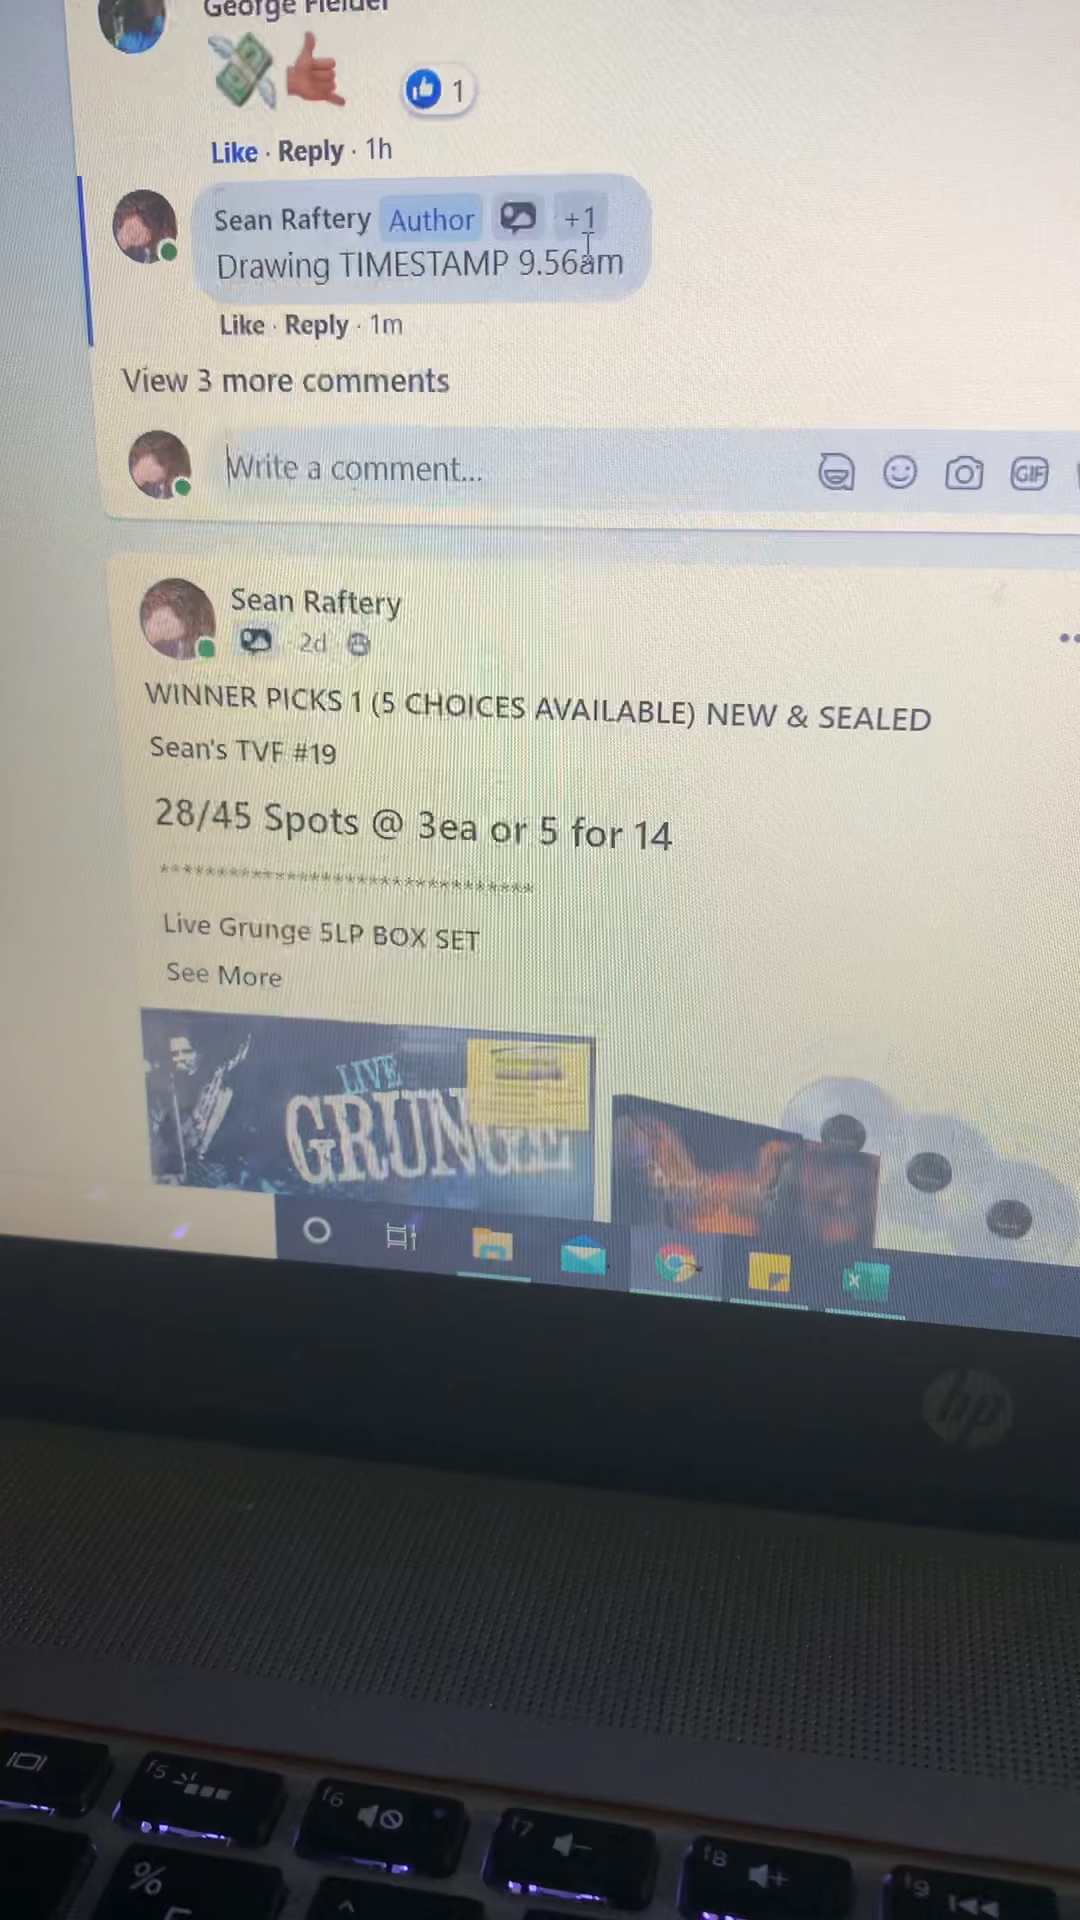 George Fielder
1
Like · Reply · 1h
Sean Raftery Author +1
Drawing TIMESTAMP 9.56am
Like · Reply · 1m
View 3 more comments
Write a comment...
GIF
Sean Raftery
· 2d ·
WINNER PICKS 1 (5 CHOICES AVAILABLE) NEW & SEALED
Sean's TVF #19
28/45 Spots @ 3ea or 5 for 14
*********************************
Live Grunge 5LP BOX SET
See More
LIVE
GRUNGE
hp
f5
f6
f7
f8
f9
%
^